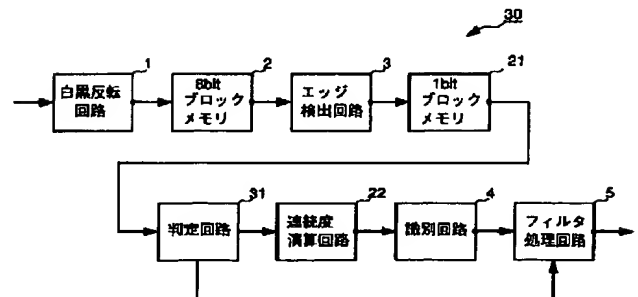 30
1
2
3
21
白黒反転
回路
8bit
ブロック
メモリ
エッジ
検出回路
1bit
ブロック
メモリ
31
22
4
5
判定回路
連続度
演算回路
識別回路
フィルタ
処理回路